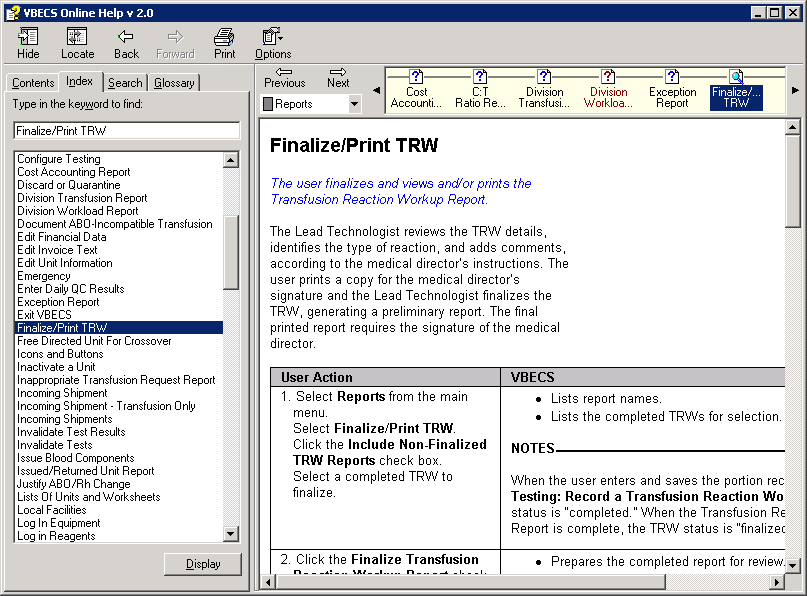 VBECS Online Help v 2.0
Hide Locate Back Forward Print Options
Contents Index Search Glossary
Type in the keyword to find:
Finalize/Print TRW
Configure Testing
Cost Accounting Report
Discard or Quarantine
Division Transfusion Report
Division Workload Report
Document ABO-Incompatible Transfusion
Edit Financial Data
Edit Invoice Text
Edit Unit Information
Emergency
Enter Daily QC Results
Exception Report
Exit VBECS
Finalize/Print TRW
Free Directed Unit For Crossover
Icons and Buttons
Inactivate a Unit
Inappropriate Transfusion Request Report
Incoming Shipment
Incoming Shipment - Transfusion Only
Incoming Shipments
Invalidate Test Results
Invalidate Tests
Issue Blood Components
Issued/Returned Unit Report
Justify ABO/Rh Change
Lists Of Units and Worksheets
Local Facilities
Log In Equipment
Log in Reagents
Display
Previous Next
Reports
Cost Accounti...
C:T Ratio Re...
Division Transfusi...
Division Workloa...
Exception Report
Finalize/... TRW
Finalize/Print TRW
The user finalizes and views and/or prints the
Transfusion Reaction Workup Report.
The Lead Technologist reviews the TRW details,
identifies the type of reaction, and adds comments,
according to the medical director's instructions. The
user prints a copy for the medical director's
signature and the Lead Technologist finalizes the
TRW, generating a preliminary report. The final
printed report requires the signature of the medical
director.
User Action
VBECS
1. Select Reports from the main
menu.
Select Finalize/Print TRW.
Click the Include Non-Finalized
TRW Reports check box.
Select a completed TRW to
finalize.
• Lists report names.
• Lists the completed TRWs for selection.
NOTES
When the user enters and saves the portion rec
Testing: Record a Transfusion Reaction Wo
status is "completed." When the Transfusion Re
Report is complete, the TRW status is "finalized
2. Click the Finalize Transfusion
Reaction Workup Report check
• Prepares the completed report for review.